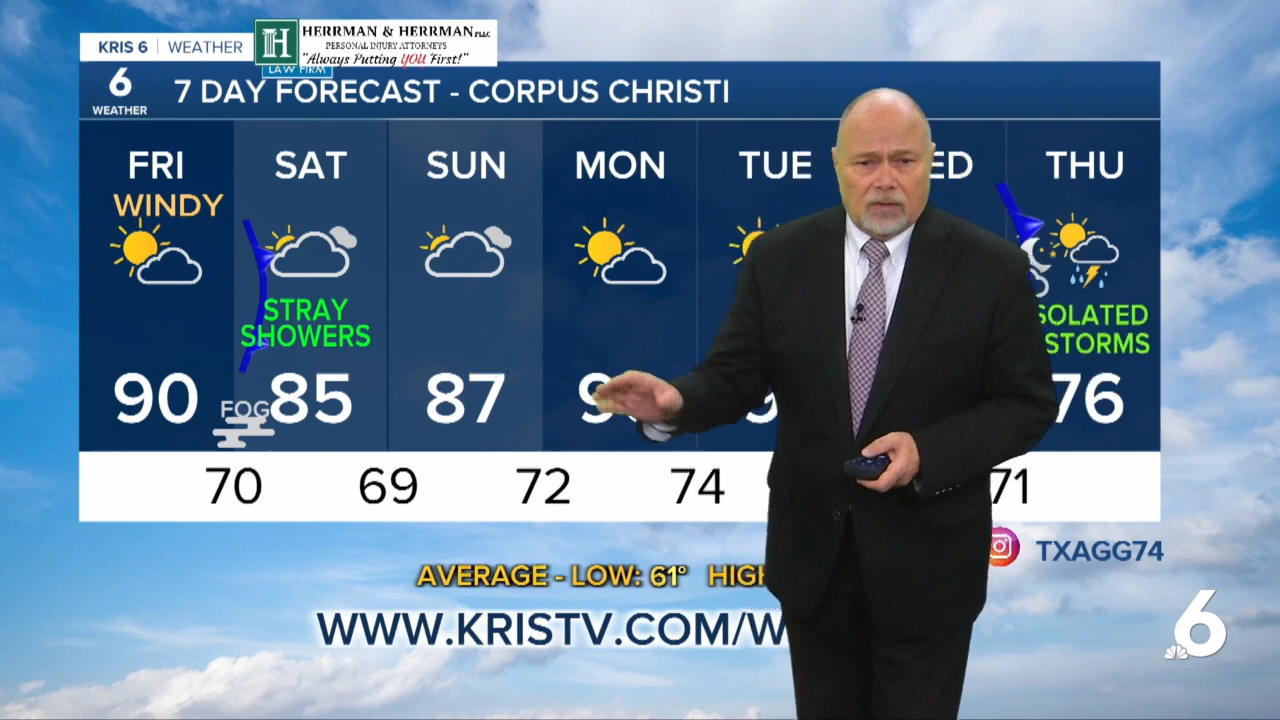 KRIS 6 | WEATHER
HERRMAN & HERRMAN PLLC
PERSONAL INJURY ATTORNEYS
"Always Putting YOU First!"
LAW FIRM
6
WEATHER
7 DAY FORECAST - CORPUS CHRISTI
FRI SAT SUN MON TUE ED THU
WINDY
STRAY
SHOWERS
SOLATED
STORMS
90 85 87 9 9 76
FOG
70 69 72 74 71
TXAGG74
AVERAGE - LOW: 61° HIGH
WWW.KRISTV.COM/W
6